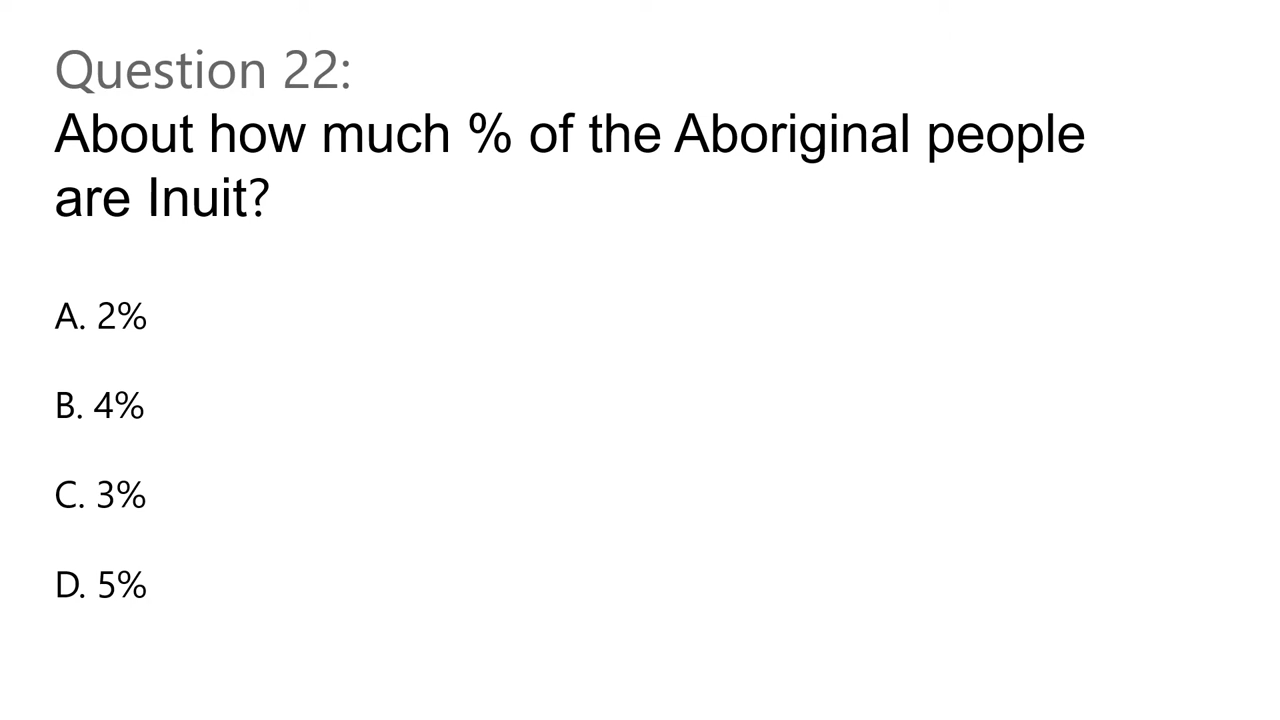 Question 22:
About how much % of the Aboriginal people
are Inuit?
A. 2%
B. 4%
C. 3%
D. 5%